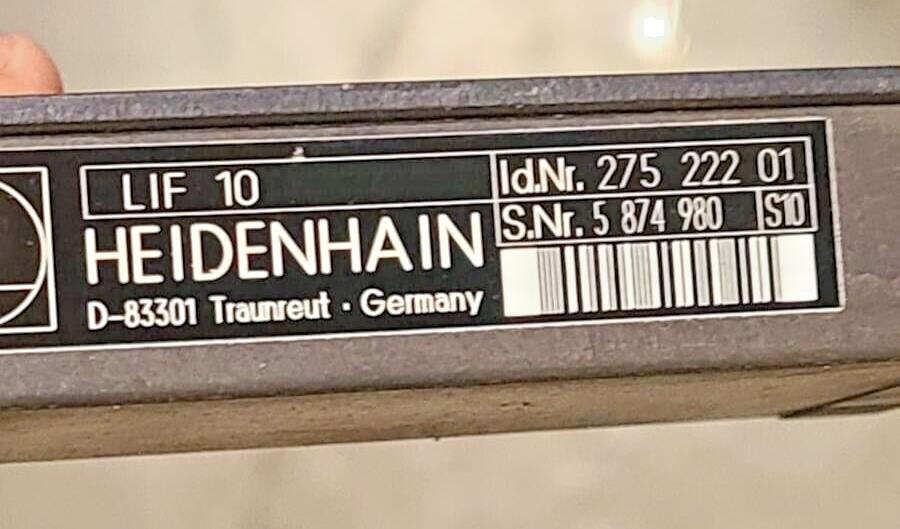 LIF 10
HEIDENHAIN
D-83301 Traunreut · Germany
Id.Nr. 275 222 01
S.Nr. 5 874 980 S10